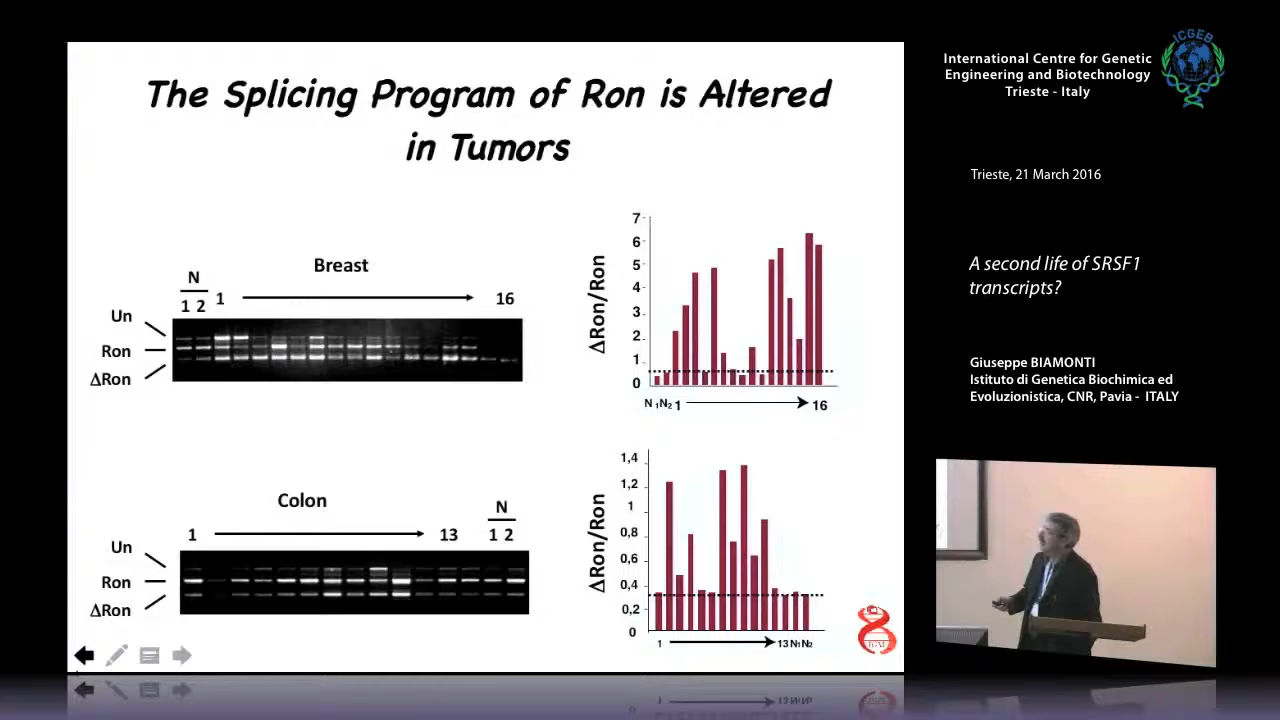 The Splicing Program of Ron is Altered
in Tumors
Breast
N
1 2 1 16
Un
Ron
ΔRon
ΔRon/Ron
7
6
5
4
3
2
1
0
N1N2 1 16
Colon
N
1 13 1 2
Un
Ron
ΔRon
ΔRon/Ron
1,4
1,2
1
0,8
0,6
0,4
0,2
0
1 13 N1N2
IGM
ICGEB
International Centre for Genetic
Engineering and Biotechnology
Trieste - Italy
Trieste, 21 March 2016
A second life of SRSF1
transcripts?
Giuseppe BIAMONTI
Istituto di Genetica Biochimica ed
Evoluzionistica, CNR, Pavia - ITALY